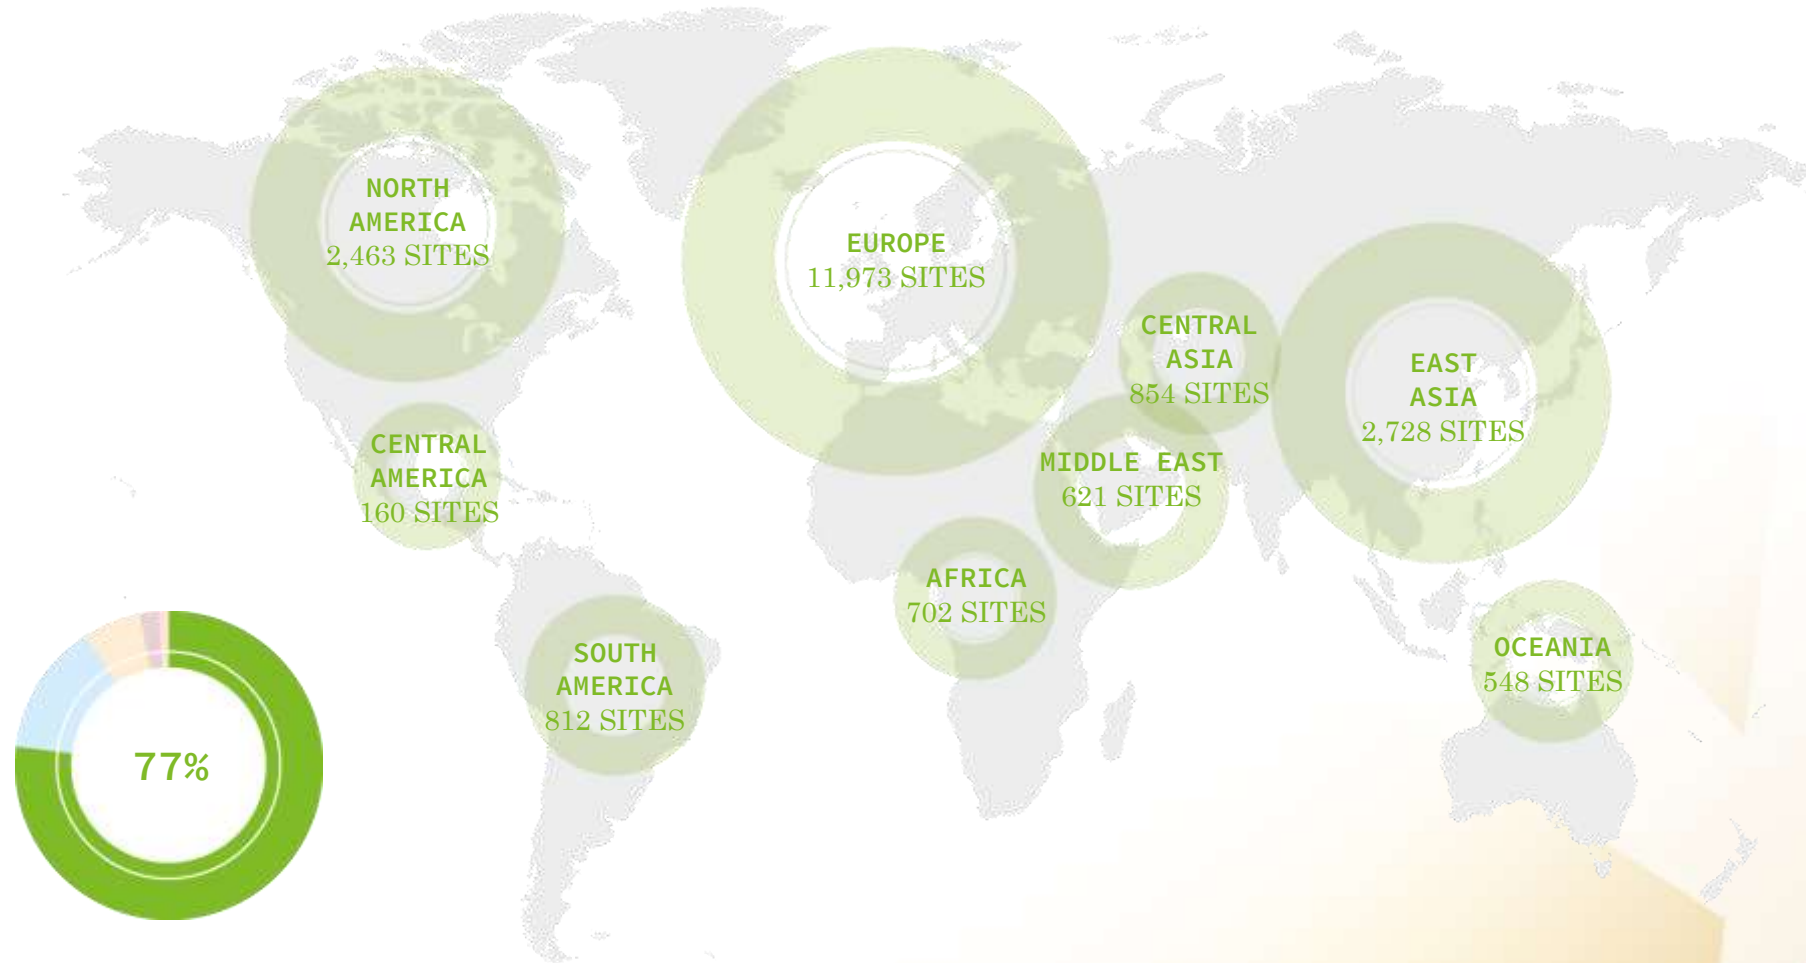 NORTH
AMERICA
2,463 SITES
EUROPE
11,973 SITES
CENTRAL
ASIA
854 SITES
EAST
ASIA
2,728 SITES
CENTRAL
AMERICA
160 SITES
MIDDLE EAST
621 SITES
AFRICA
702 SITES
SOUTH
AMERICA
812 SITES
OCEANIA
548 SITES
77%